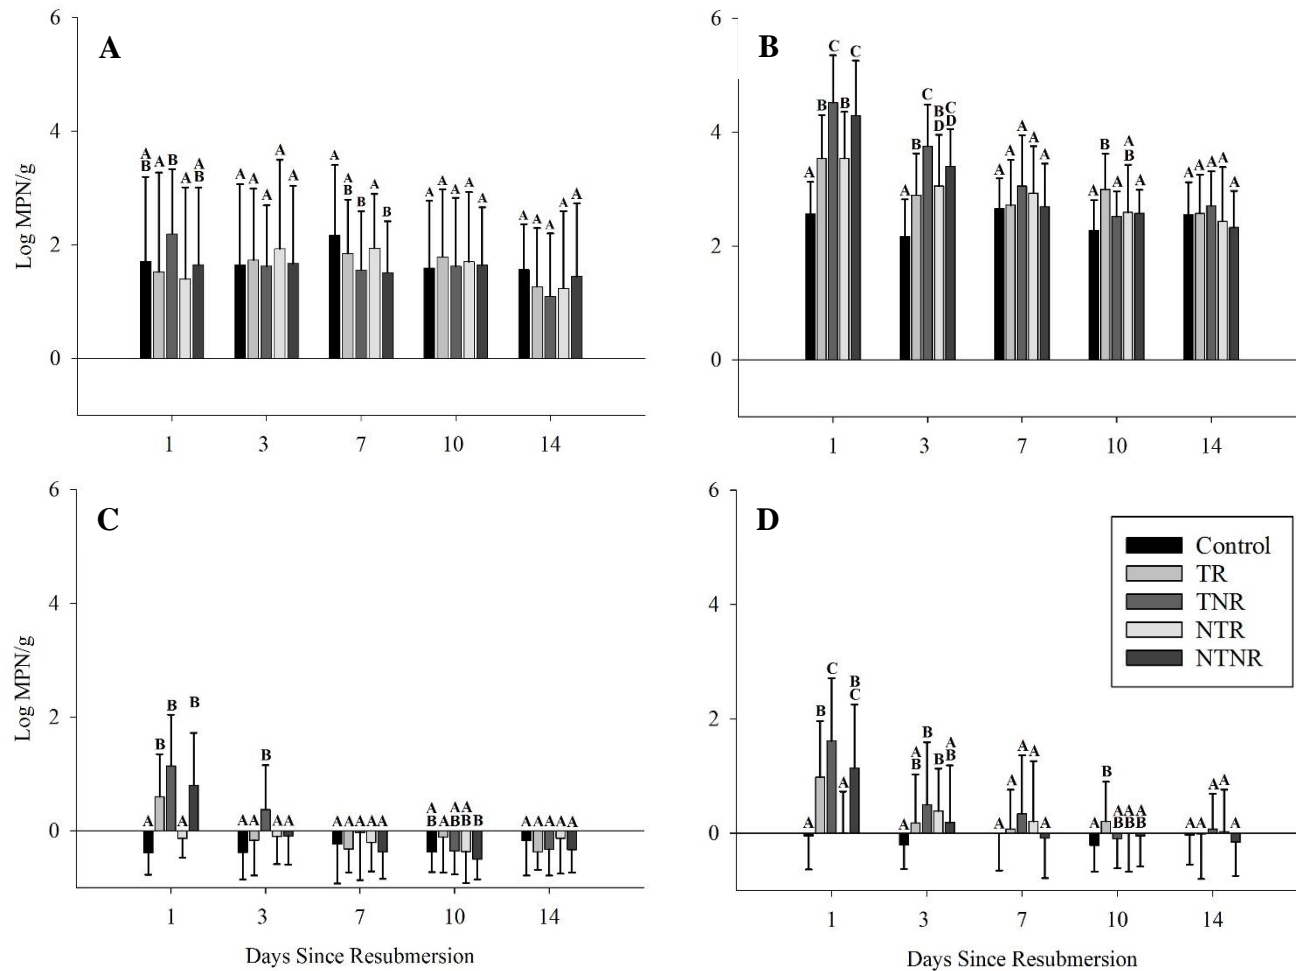 6
A
4
2
0
Log MPN/g
A A B A A
B B
A A A A A
A A B A B
B
A A A A A
A A A A A
1 3 7 10 14
6
B
4
2
0
A B C B C
A B C B C
D D
A A A A A
A B A A A
B
A A A A A
1 3 7 10 14
6
C
4
2
0
Log MPN/g
A B B A B
A A B A A
A A A A A
A A A A B
B B B
A A A A A
1 3 7 10 14
Days Since Resubmersion
6
D
4
2
0
Control
TR
TNR
NTR
NTNR
A B C A B
C
A A B B A
B B
A A A A
A B A A A
B B B
A A A A A
1 3 7 10 14
Days Since Resubmersion